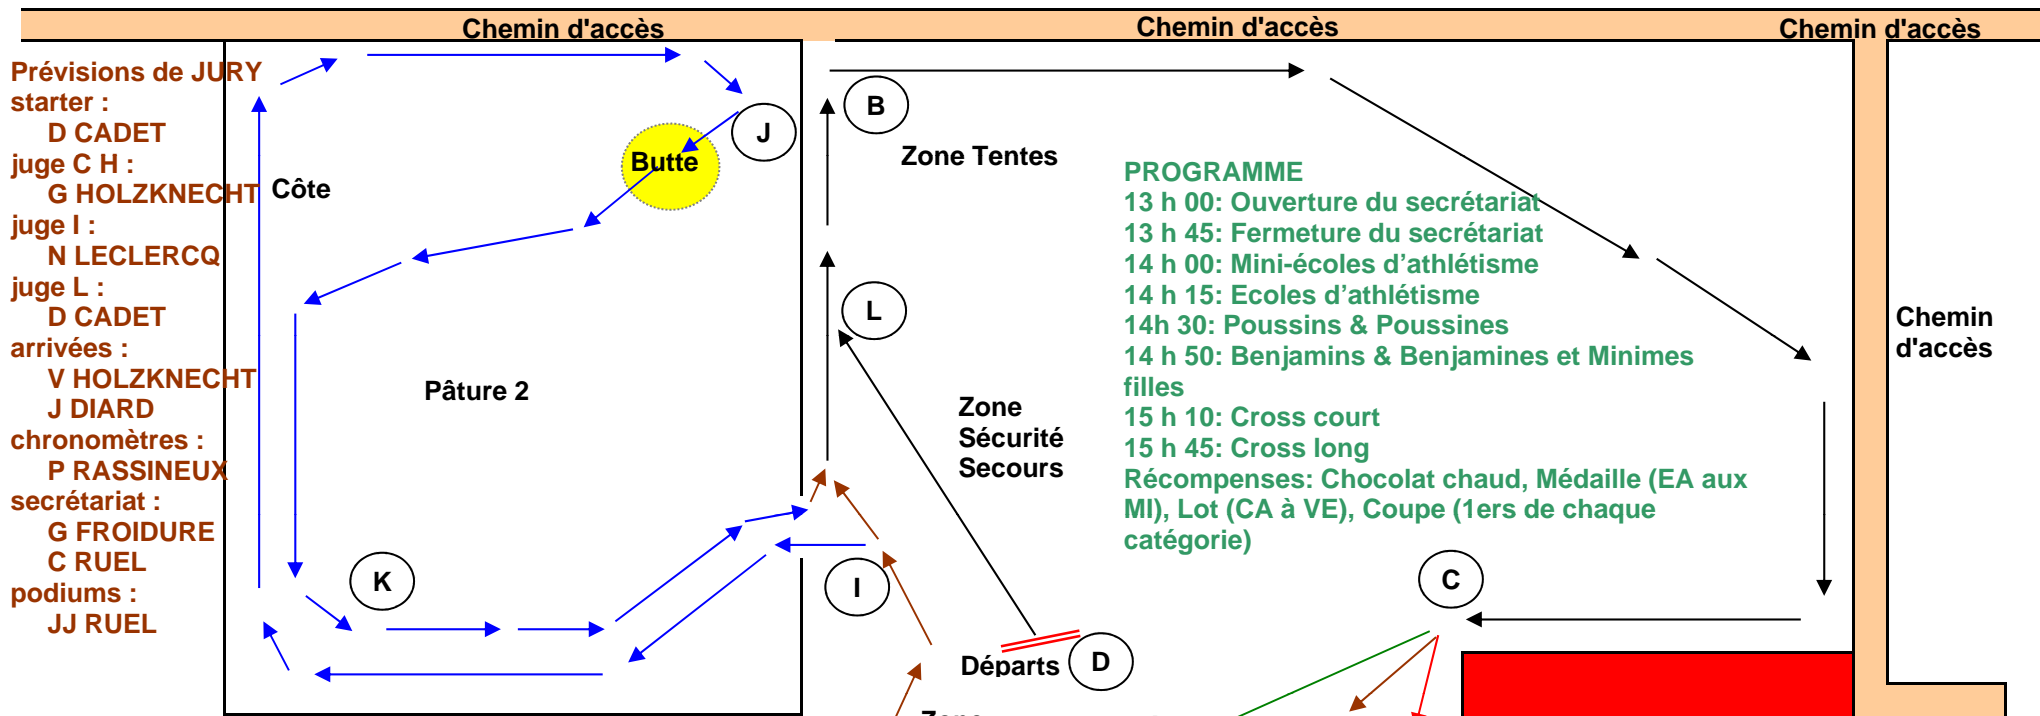 Chemin d'accès
Chemin d'accès
Chemin d'accès
Prévisions de JURY
starter :
D CADET
juge C H :
G HOLZKNECHT
juge I :
N LECLERCQ
juge L :
D CADET
arrivées :
V HOLZKNECHT
J DIARD
chronomètres :
P RASSINEUX
secrétariat :
G FROIDURE
C RUEL
podiums :
JJ RUEL
Côte
Butte
J
Pâture 2
K
B
Zone Tentes
L
Zone
Sécurité
Secours
I
Départs
D
Zone
PROGRAMME
13 h 00: Ouverture du secrétariat
13 h 45: Fermeture du secrétariat
14 h 00: Mini-écoles d’athlétisme
14 h 15: Ecoles d’athlétisme
14h 30: Poussins & Poussines
14 h 50: Benjamins & Benjamines et Minimes
filles
15 h 10: Cross court
15 h 45: Cross long
Récompenses: Chocolat chaud, Médaille (EA aux
MI), Lot (CA à VE), Coupe (1ers de chaque
catégorie)
C
Chemin
d'accès